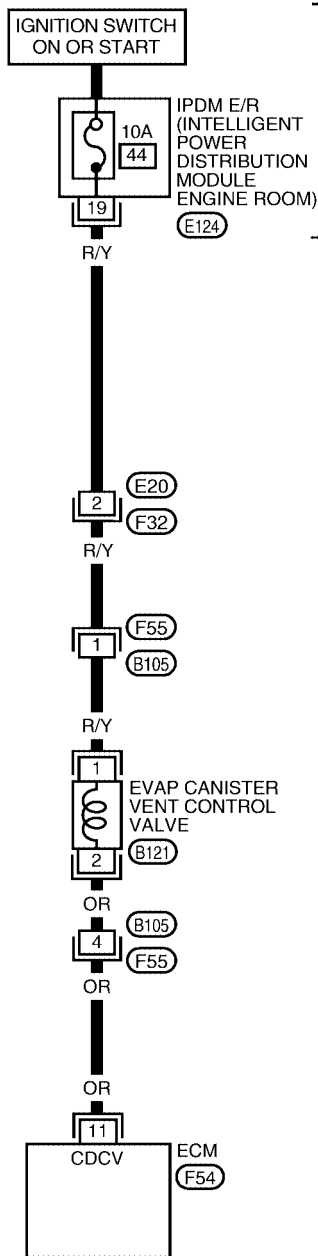 IGNITION SWITCH
ON OR START
10A
44
IPDM E/R
(INTELLIGENT
POWER
DISTRIBUTION
MODULE
ENGINE ROOM)
19
E124
R/Y
2
E20
F32
R/Y
1
F55
B105
R/Y
1
EVAP CANISTER
VENT CONTROL
VALVE
2
B121
OR
4
B105
F55
OR
OR
11
CDCV
ECM
F54